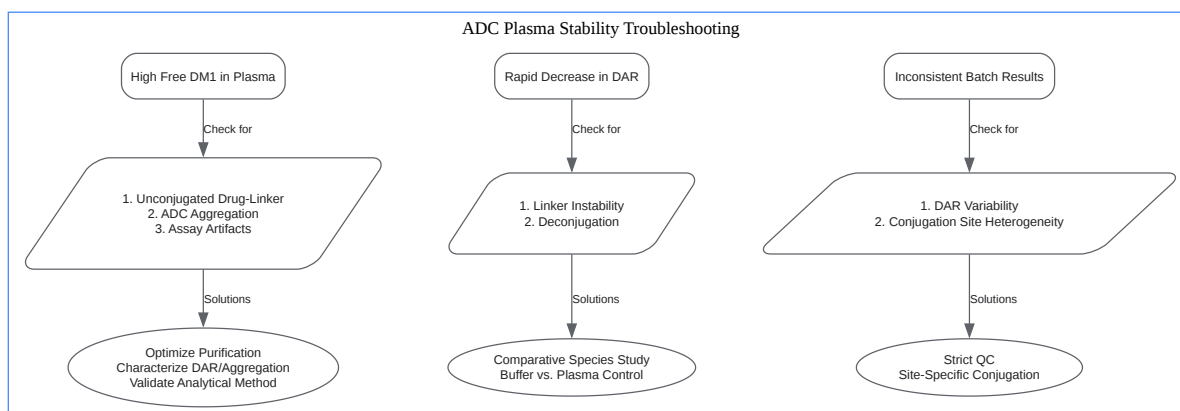 ADC Plasma Stability Troubleshooting
High Free DM1 in Plasma
Check for
1. Unconjugated Drug-Linker
2. ADC Aggregation
3. Assay Artifacts
Solutions
Optimize Purification
Characterize DAR/Aggregation
Validate Analytical Method
Rapid Decrease in DAR
Check for
1. Linker Instability
2. Deconjugation
Solutions
Comparative Species Study
Buffer vs. Plasma Control
Inconsistent Batch Results
Check for
1. DAR Variability
2. Conjugation Site Heterogeneity
Solutions
Strict QC
Site-Specific Conjugation